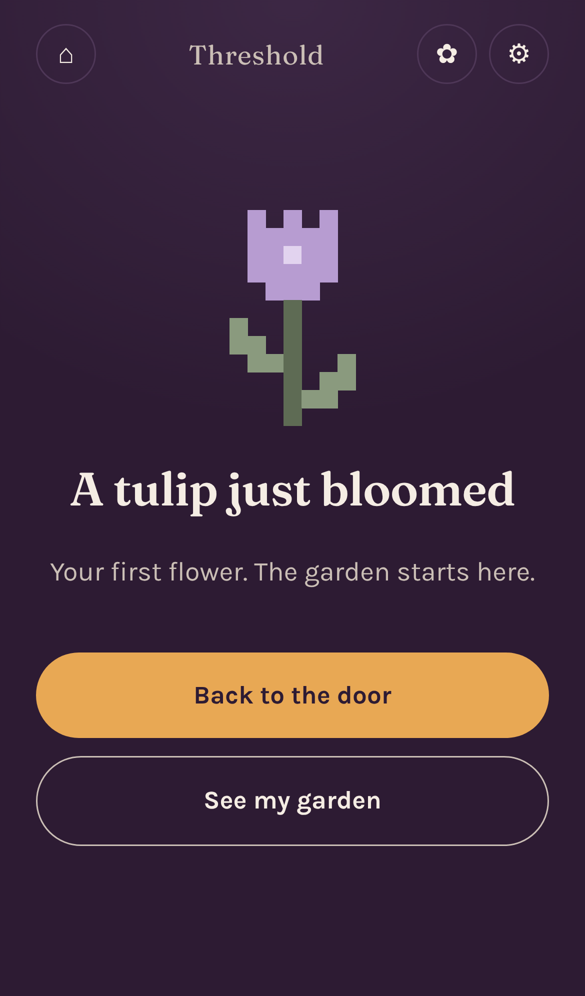 Threshold
A tulip just bloomed
Your first flower. The garden starts here.
Back to the door
See my garden